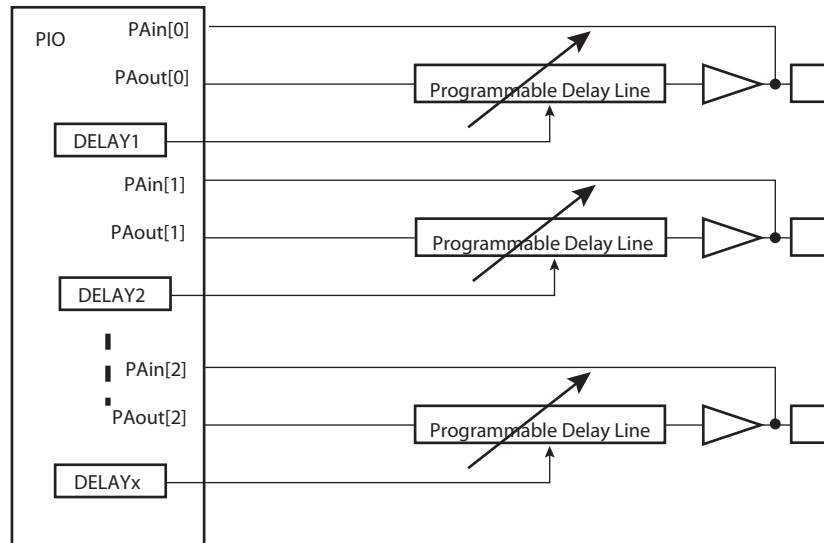 PIO
PAin[0]
PAout[0]
Programmable Delay Line
DELAY1
PAin[1]
PAout[1]
Programmable Delay Line
DELAY2
PAin[2]
PAout[2]
Programmable Delay Line
DELAYx